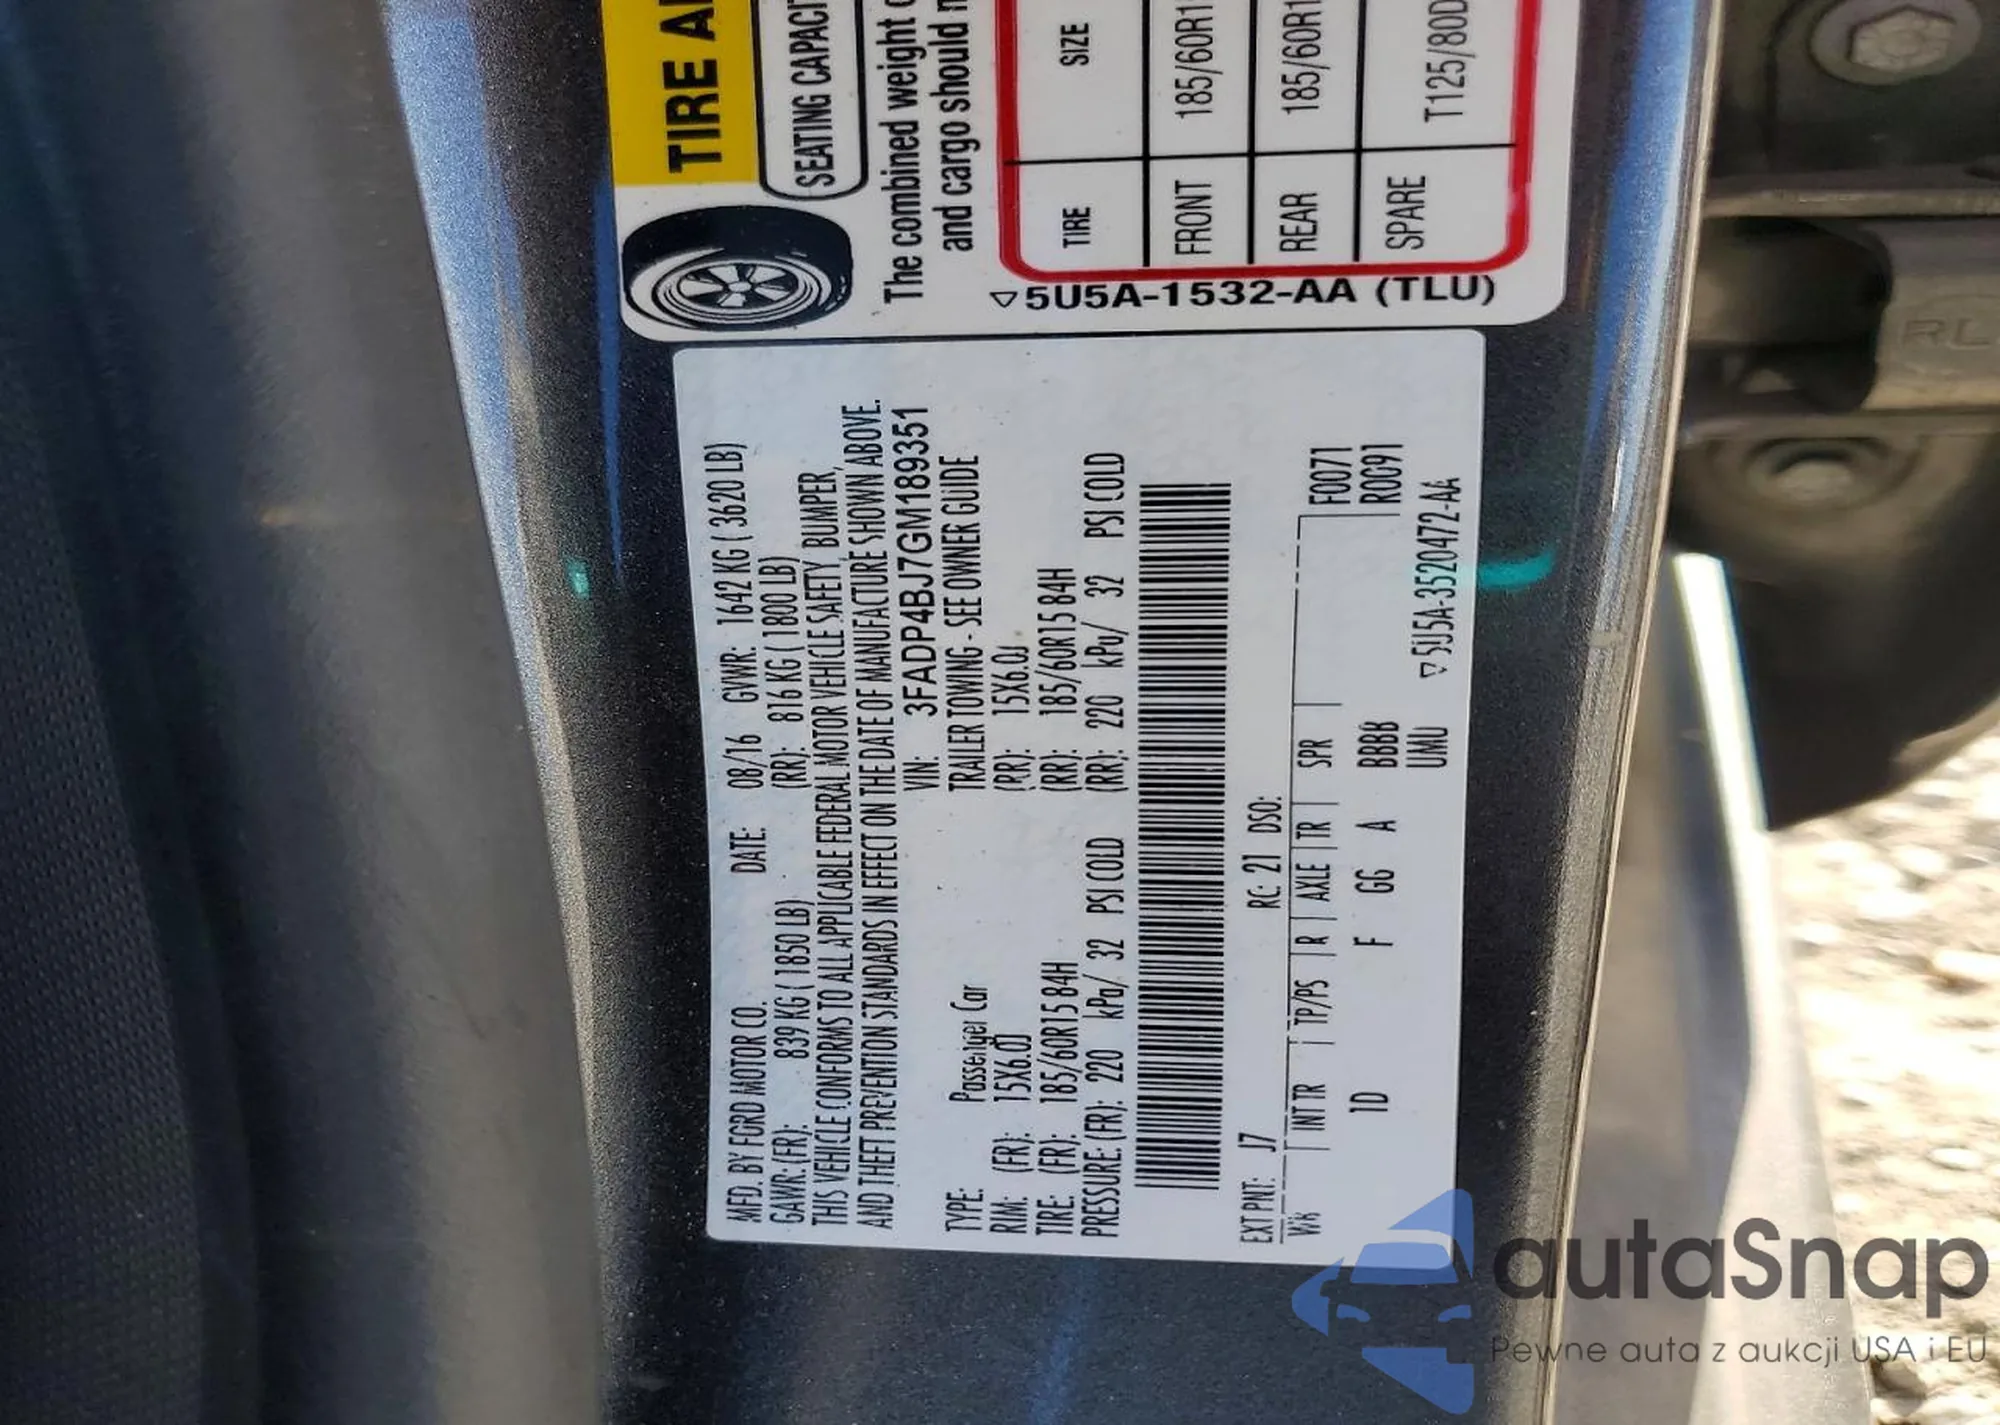 TIRE
SEATING
The combined weight
and cargo should
TIRE SIZE
FRONT 185/60R1
REAR 185/60R1
SPARE T125/80D
5U5A-1532-AA (TLU)
MFD. BY FORD MOTOR CO. DATE: 08/16 GVWR: 1642 KG ( 3620 LB)
GAWR: (FR): 839 KG ( 1850 LB) (RR): 816 KG ( 1800 LB)
THIS VEHICLE CONFORMS TO ALL APPLICABLE FEDERAL MOTOR VEHICLE SAFETY, BUMPER,
AND THEFT PREVENTION STANDARDS IN EFFECT ON THE DATE OF MANUFACTURE SHOWN ABOVE.
VIN: 3FADP4BJ7GM189351
TYPE: Passenger Car TRAILER TOWING - SEE OWNER GUIDE
RIM: (FR): 15X6.0J (RR): 15X6.0J
TIRE: (FR): 185/60R15 84H (RR): 185/60R15 84H
PRESSURE: (FR): 220 kPa/ 32 PSI COLD (RR): 220 kPa/ 32 PSI COLD
EXT PNT: J7 RC: 21 DSO:
WB INT TR TP/PS R AXLE TR SPR F0071
1D F GG A BBBB R0091
UMU
5U5A-3520472-AA
autaSnap
Pewne auta z aukcji USA i EU